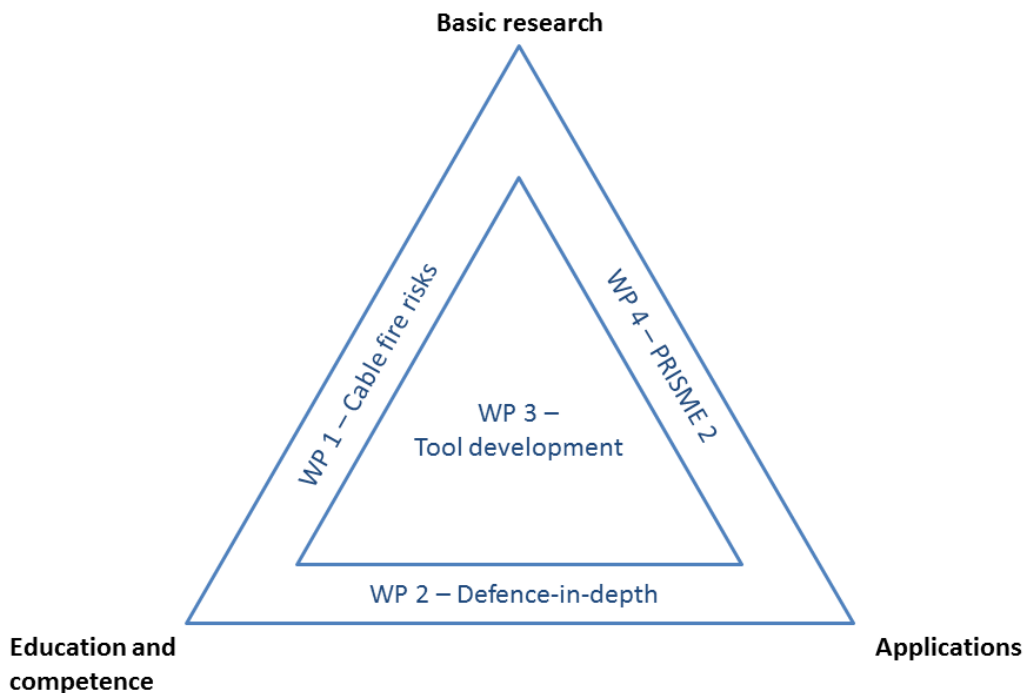 Basic research
WP 1 – Cable fire risks
WP 4 – PRISME 2
WP 3 –
Tool development
WP 2 – Defence-in-depth
Education and
competence
Applications